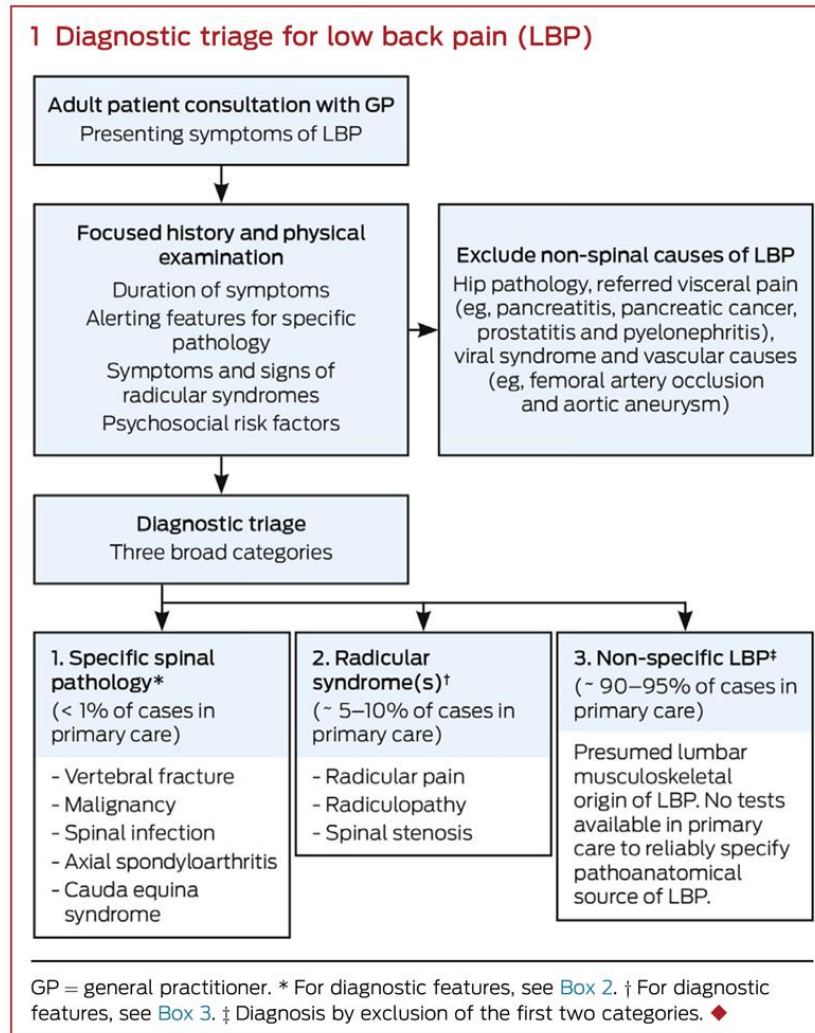 1 Diagnostic triage for low back pain (LBP)
Adult patient consultation with GP
Presenting symptoms of LBP
Focused history and physical
examination
Duration of symptoms
Alerting features for specific
pathology
Symptoms and signs of
radicular syndromes
Psychosocial risk factors
Exclude non-spinal causes of LBP
Hip pathology, referred visceral pain
(eg, pancreatitis, pancreatic cancer,
prostatitis and pyelonephritis),
viral syndrome and vascular causes
(eg, femoral artery occlusion
and aortic aneurysm)
Diagnostic triage
Three broad categories
1. Specific spinal
pathology*
(< 1% of cases in
primary care)
- Vertebral fracture
- Malignancy
- Spinal infection
- Axial spondyloarthritis
- Cauda equina
syndrome
2. Radicular
syndrome(s)†
(~ 5–10% of cases in
primary care)
- Radicular pain
- Radiculopathy
- Spinal stenosis
3. Non-specific LBP‡
(~ 90–95% of cases in
primary care)
Presumed lumbar
musculoskeletal
origin of LBP. No tests
available in primary
care to reliably specify
pathoanatomical
source of LBP.
GP = general practitioner. * For diagnostic features, see Box 2. † For diagnostic
features, see Box 3. ‡ Diagnosis by exclusion of the first two categories. ◆